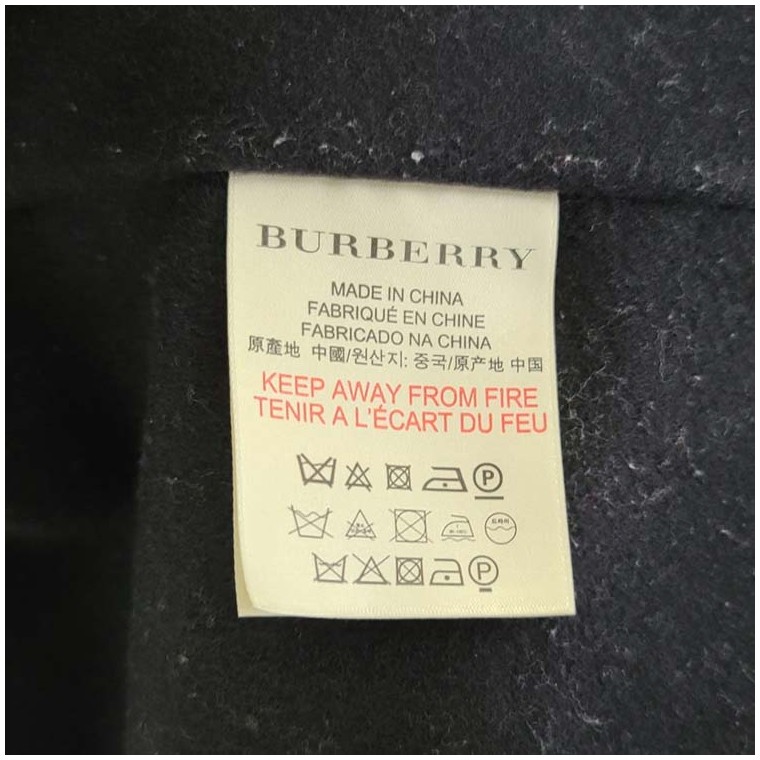 BURBERRY
MADE IN CHINA
FABRIQUÉ EN CHINE
FABRICADO NA CHINA
原產地 中國/원산지: 중국/原产地 中国
KEEP AWAY FROM FIRE
TENIR A L'ÉCART DU FEU
P
P